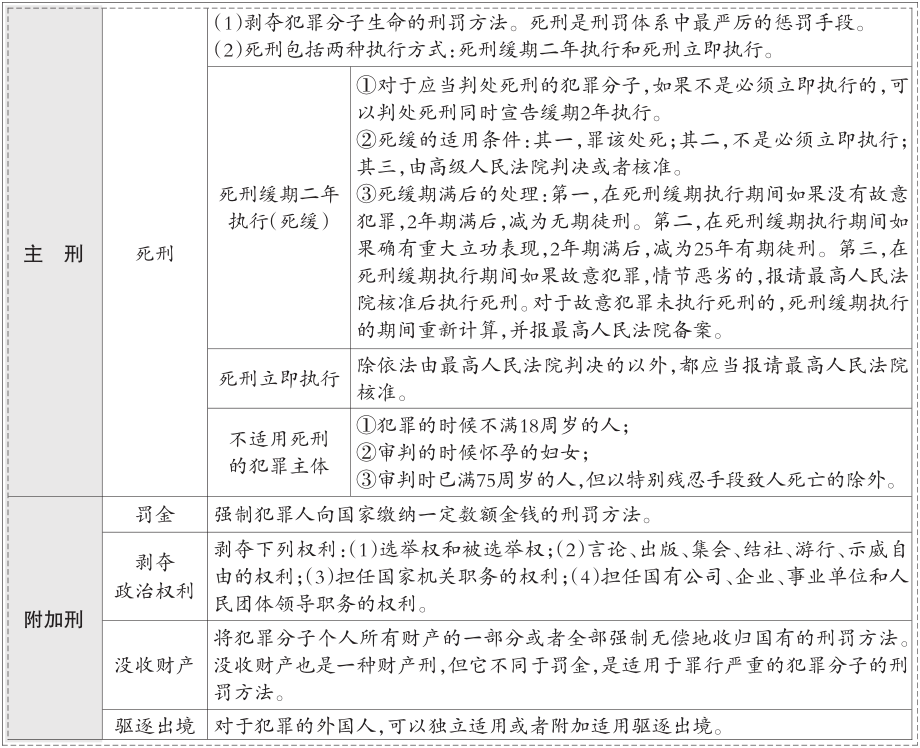 主　刑
死刑
(1)剥夺犯罪分子生命的刑罚方法。死刑是刑罚体系中最严厉的惩罚手段。
(2)死刑包括两种执行方式:死刑缓期二年执行和死刑立即执行。
死刑缓期二年
执行(死缓)
①对于应当判处死刑的犯罪分子,如果不是必须立即执行的,可
以判处死刑同时宣告缓期2年执行。
②死缓的适用条件:其一,罪该处死;其二,不是必须立即执行;
其三,由高级人民法院判决或者核准。
③死缓期满后的处理:第一,在死刑缓期执行期间如果没有故意
犯罪,2年期满后,减为无期徒刑。第二,在死刑缓期执行期间如
果确有重大立功表现,2年期满后,减为25年有期徒刑。第三,在
死刑缓期执行期间如果故意犯罪,情节恶劣的,报请最高人民法
院核准后执行死刑。对于故意犯罪未执行死刑的,死刑缓期执行
的期间重新计算,并报最高人民法院备案。
死刑立即执行
除依法由最高人民法院判决的以外,都应当报请最高人民法院
核准。
不适用死刑
的犯罪主体
①犯罪的时候不满18周岁的人;
②审判的时候怀孕的妇女;
③审判时已满75周岁的人,但以特别残忍手段致人死亡的除外。
附加刑
罚金
强制犯罪人向国家缴纳一定数额金钱的刑罚方法。
剥夺
政治权利
剥夺下列权利:(1)选举权和被选举权;(2)言论、出版、集会、结社、游行、示威自
由的权利;(3)担任国家机关职务的权利;(4)担任国有公司、企业、事业单位和人
民团体领导职务的权利。
没收财产
将犯罪分子个人所有财产的一部分或者全部强制无偿地收归国有的刑罚方法。
没收财产也是一种财产刑,但它不同于罚金,是适用于罪行严重的犯罪分子的刑
罚方法。
驱逐出境
对于犯罪的外国人,可以独立适用或者附加适用驱逐出境。